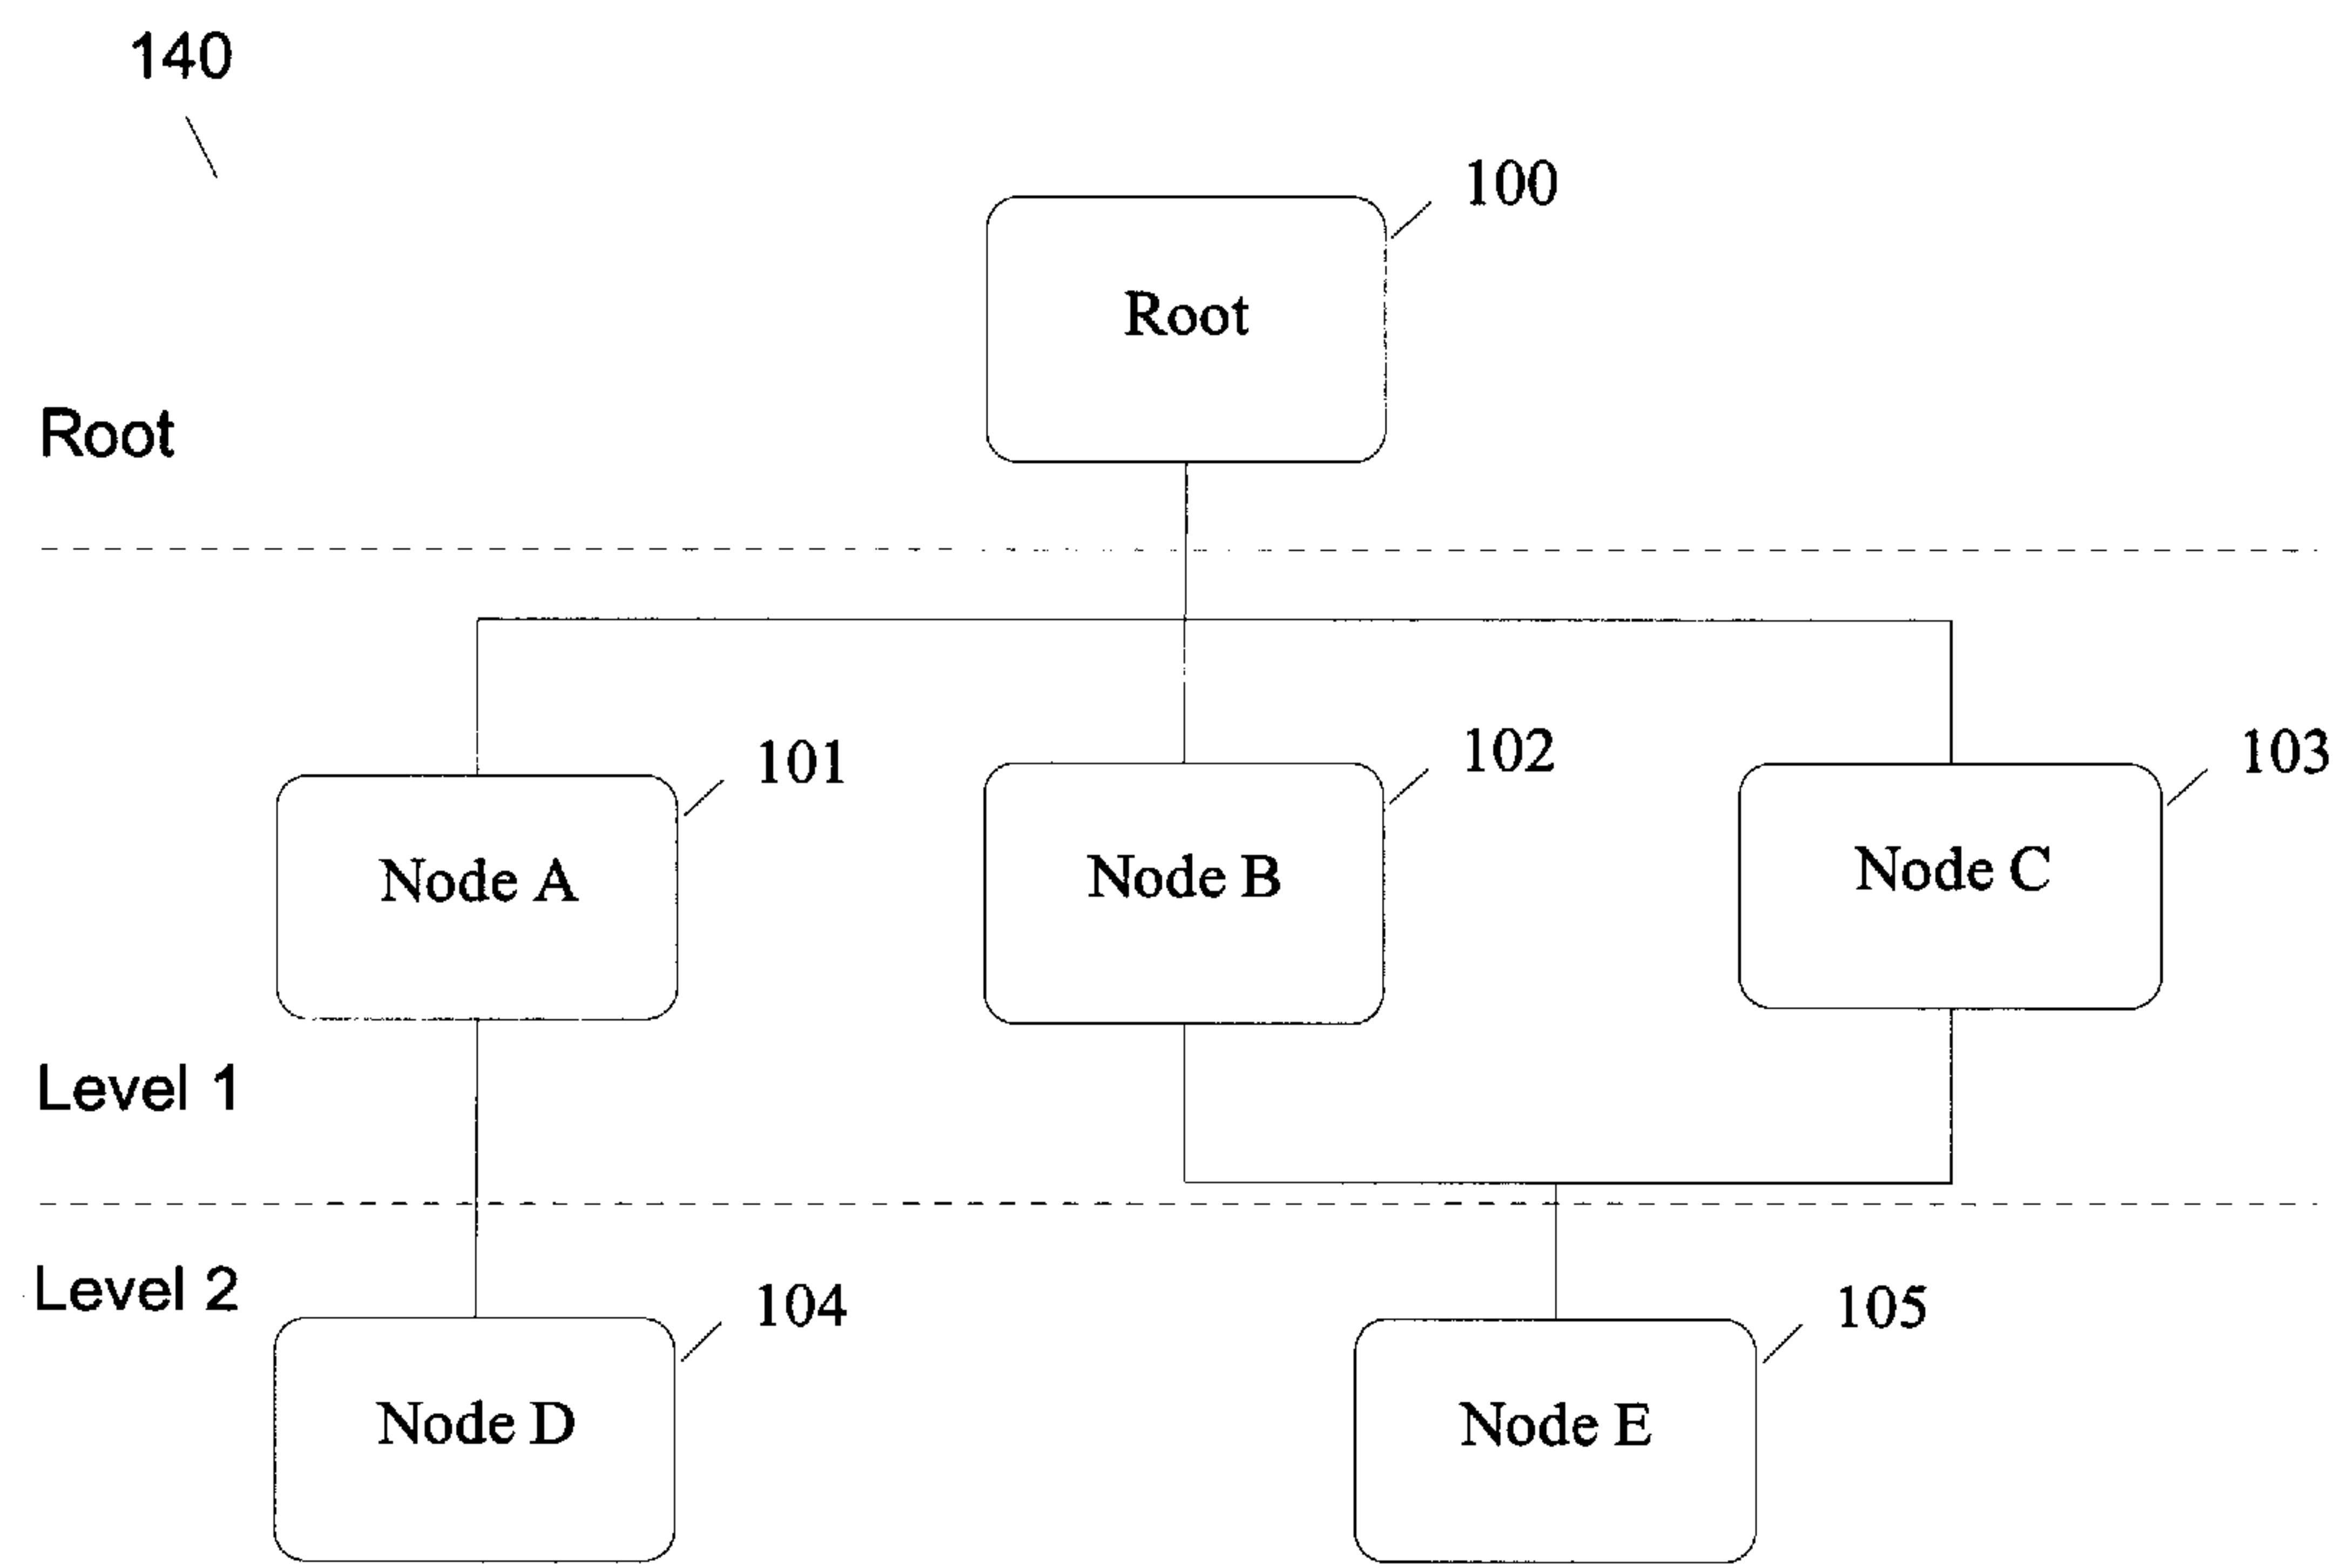 140
100
Root
Root
101
102
103
Node A
Node B
Node C
Level 1
Level 2
104
105
Node D
Node E